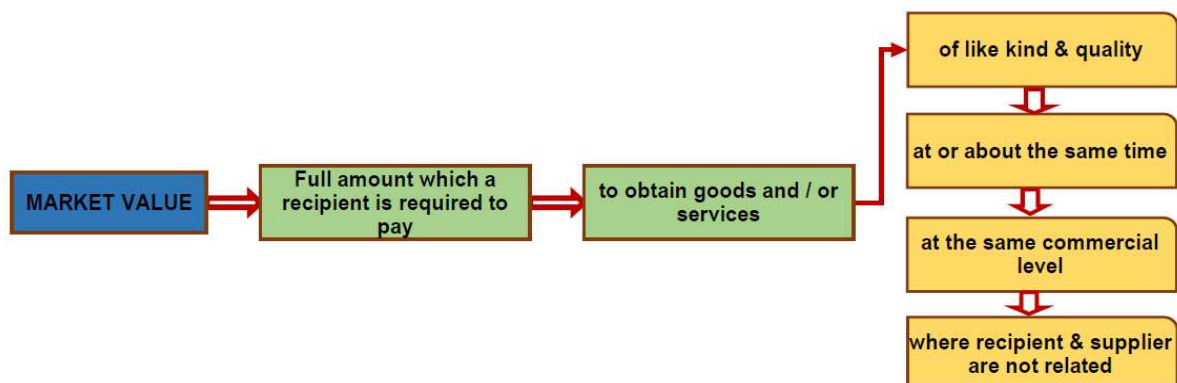 MARKET VALUE
Full amount which a
recipient is required to
pay
to obtain goods and / or
services
of like kind & quality
at or about the same time
at the same commercial
level
where recipient & supplier
are not related